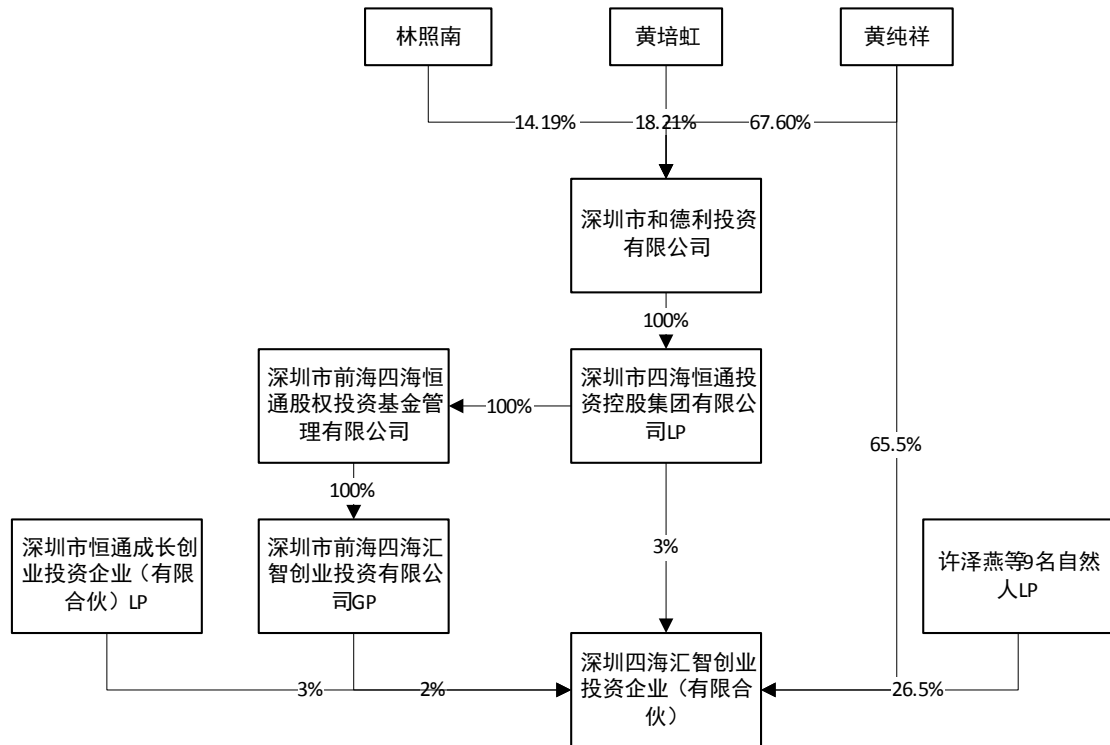 林照南
黄培虹
黄纯祥
14.19%
18.21%
67.60%
深圳市和德利投资
有限公司
100%
深圳市前海四海恒
通股权投资基金管
理有限公司
100%
深圳市四海恒通投
资控股集团有限公
司LP
65.5%
100%
深圳市恒通成长创
业投资企业（有限
合伙）LP
深圳市前海四海汇
智创业投资有限公
司GP
3%
许泽燕等9名自然
人LP
深圳四海汇智创业
投资企业（有限合
伙）
3%
2%
26.5%